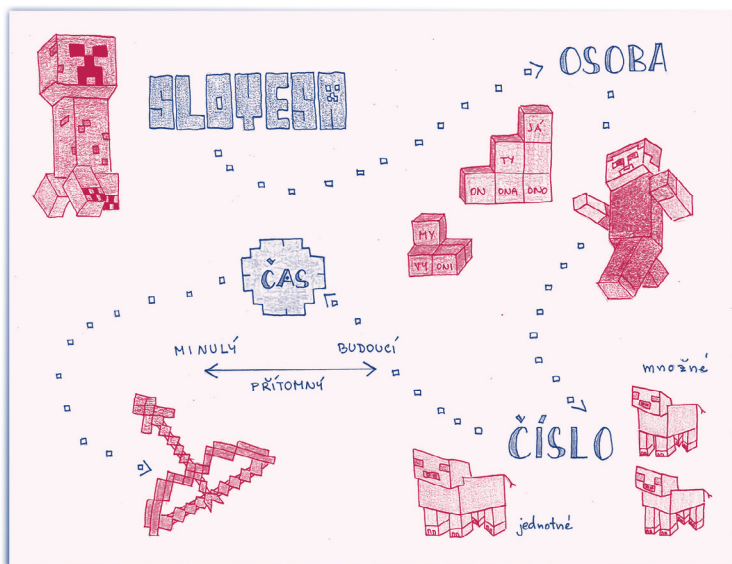 SLOVESA
OSOBA
JÁ
TY
ON ONA ONO
MY
VY ONI
ČAS
MINULÝ
BUDOUCÍ
PŘÍTOMNÝ
množné
ČÍSLO
jednotné